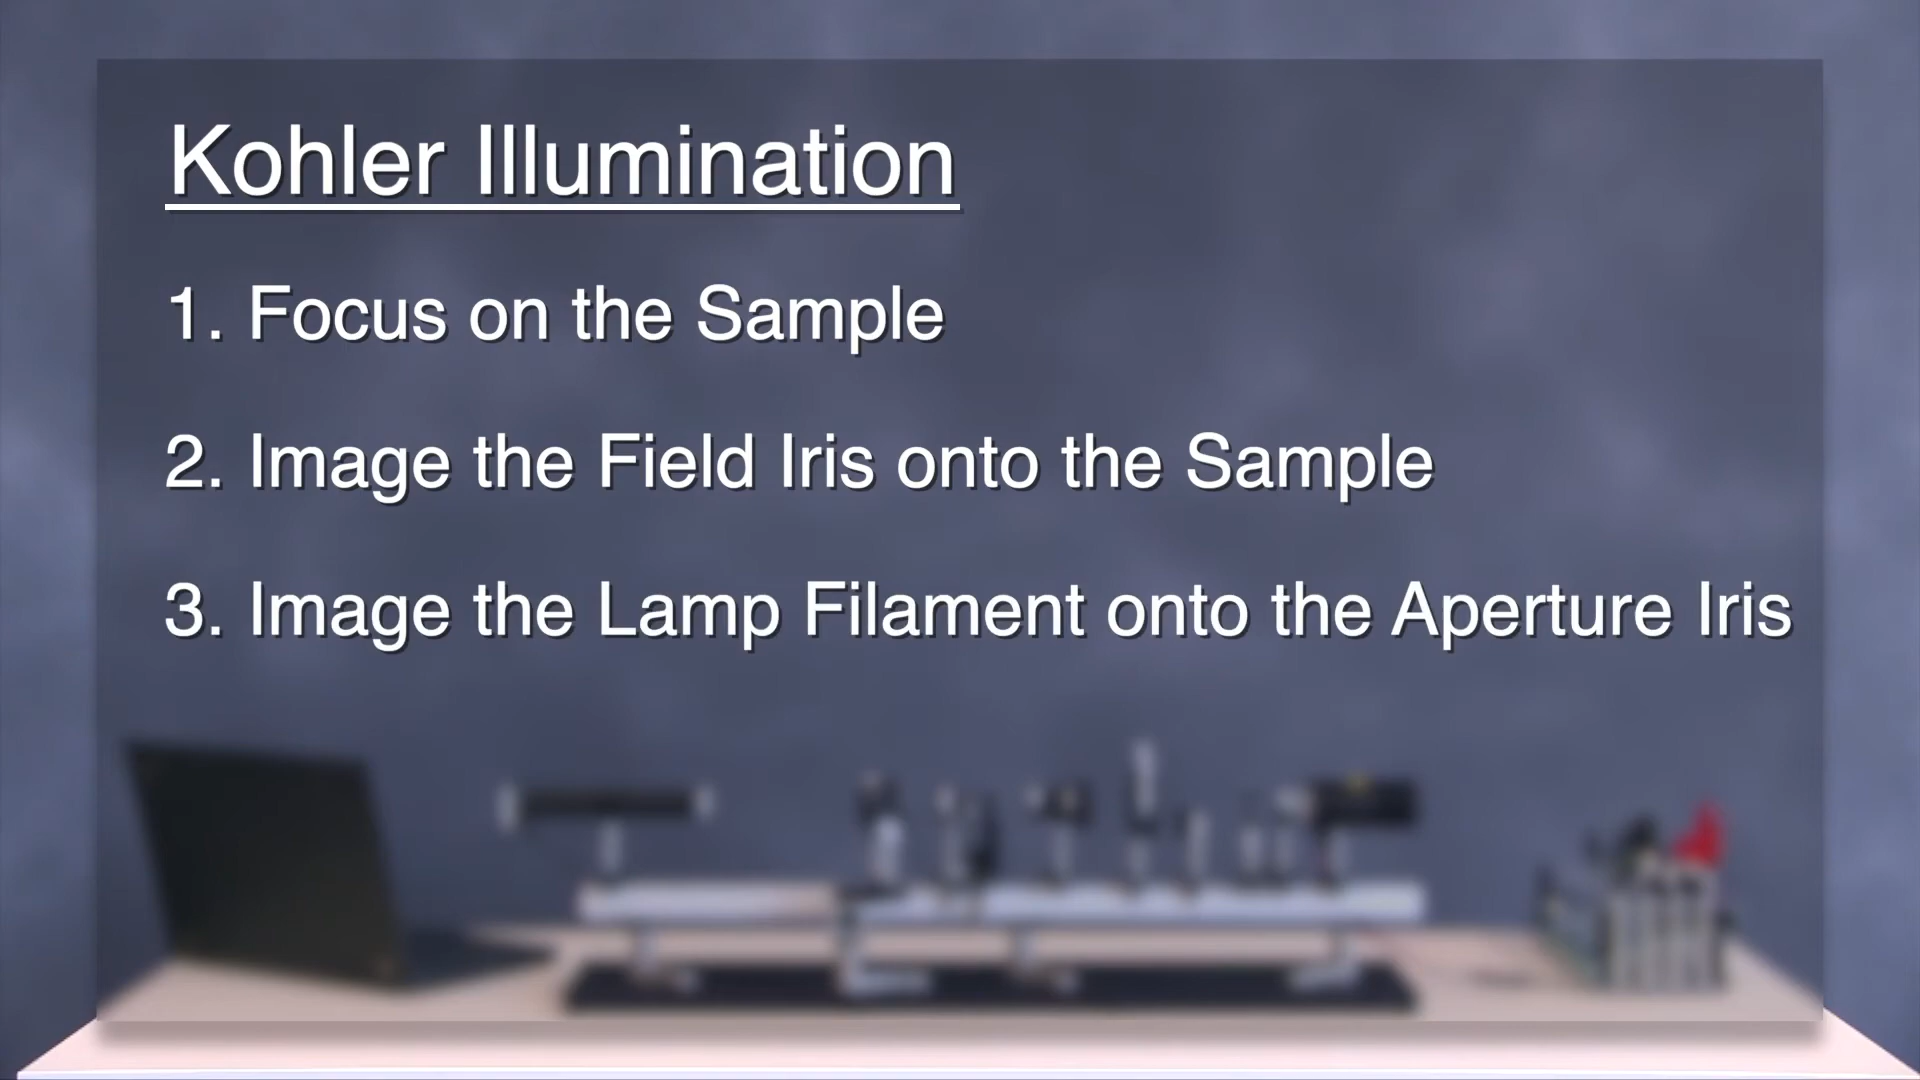 Kohler Illumination
1. Focus on the Sample
2. Image the Field Iris onto the Sample
3. Image the Lamp Filament onto the Aperture Iris